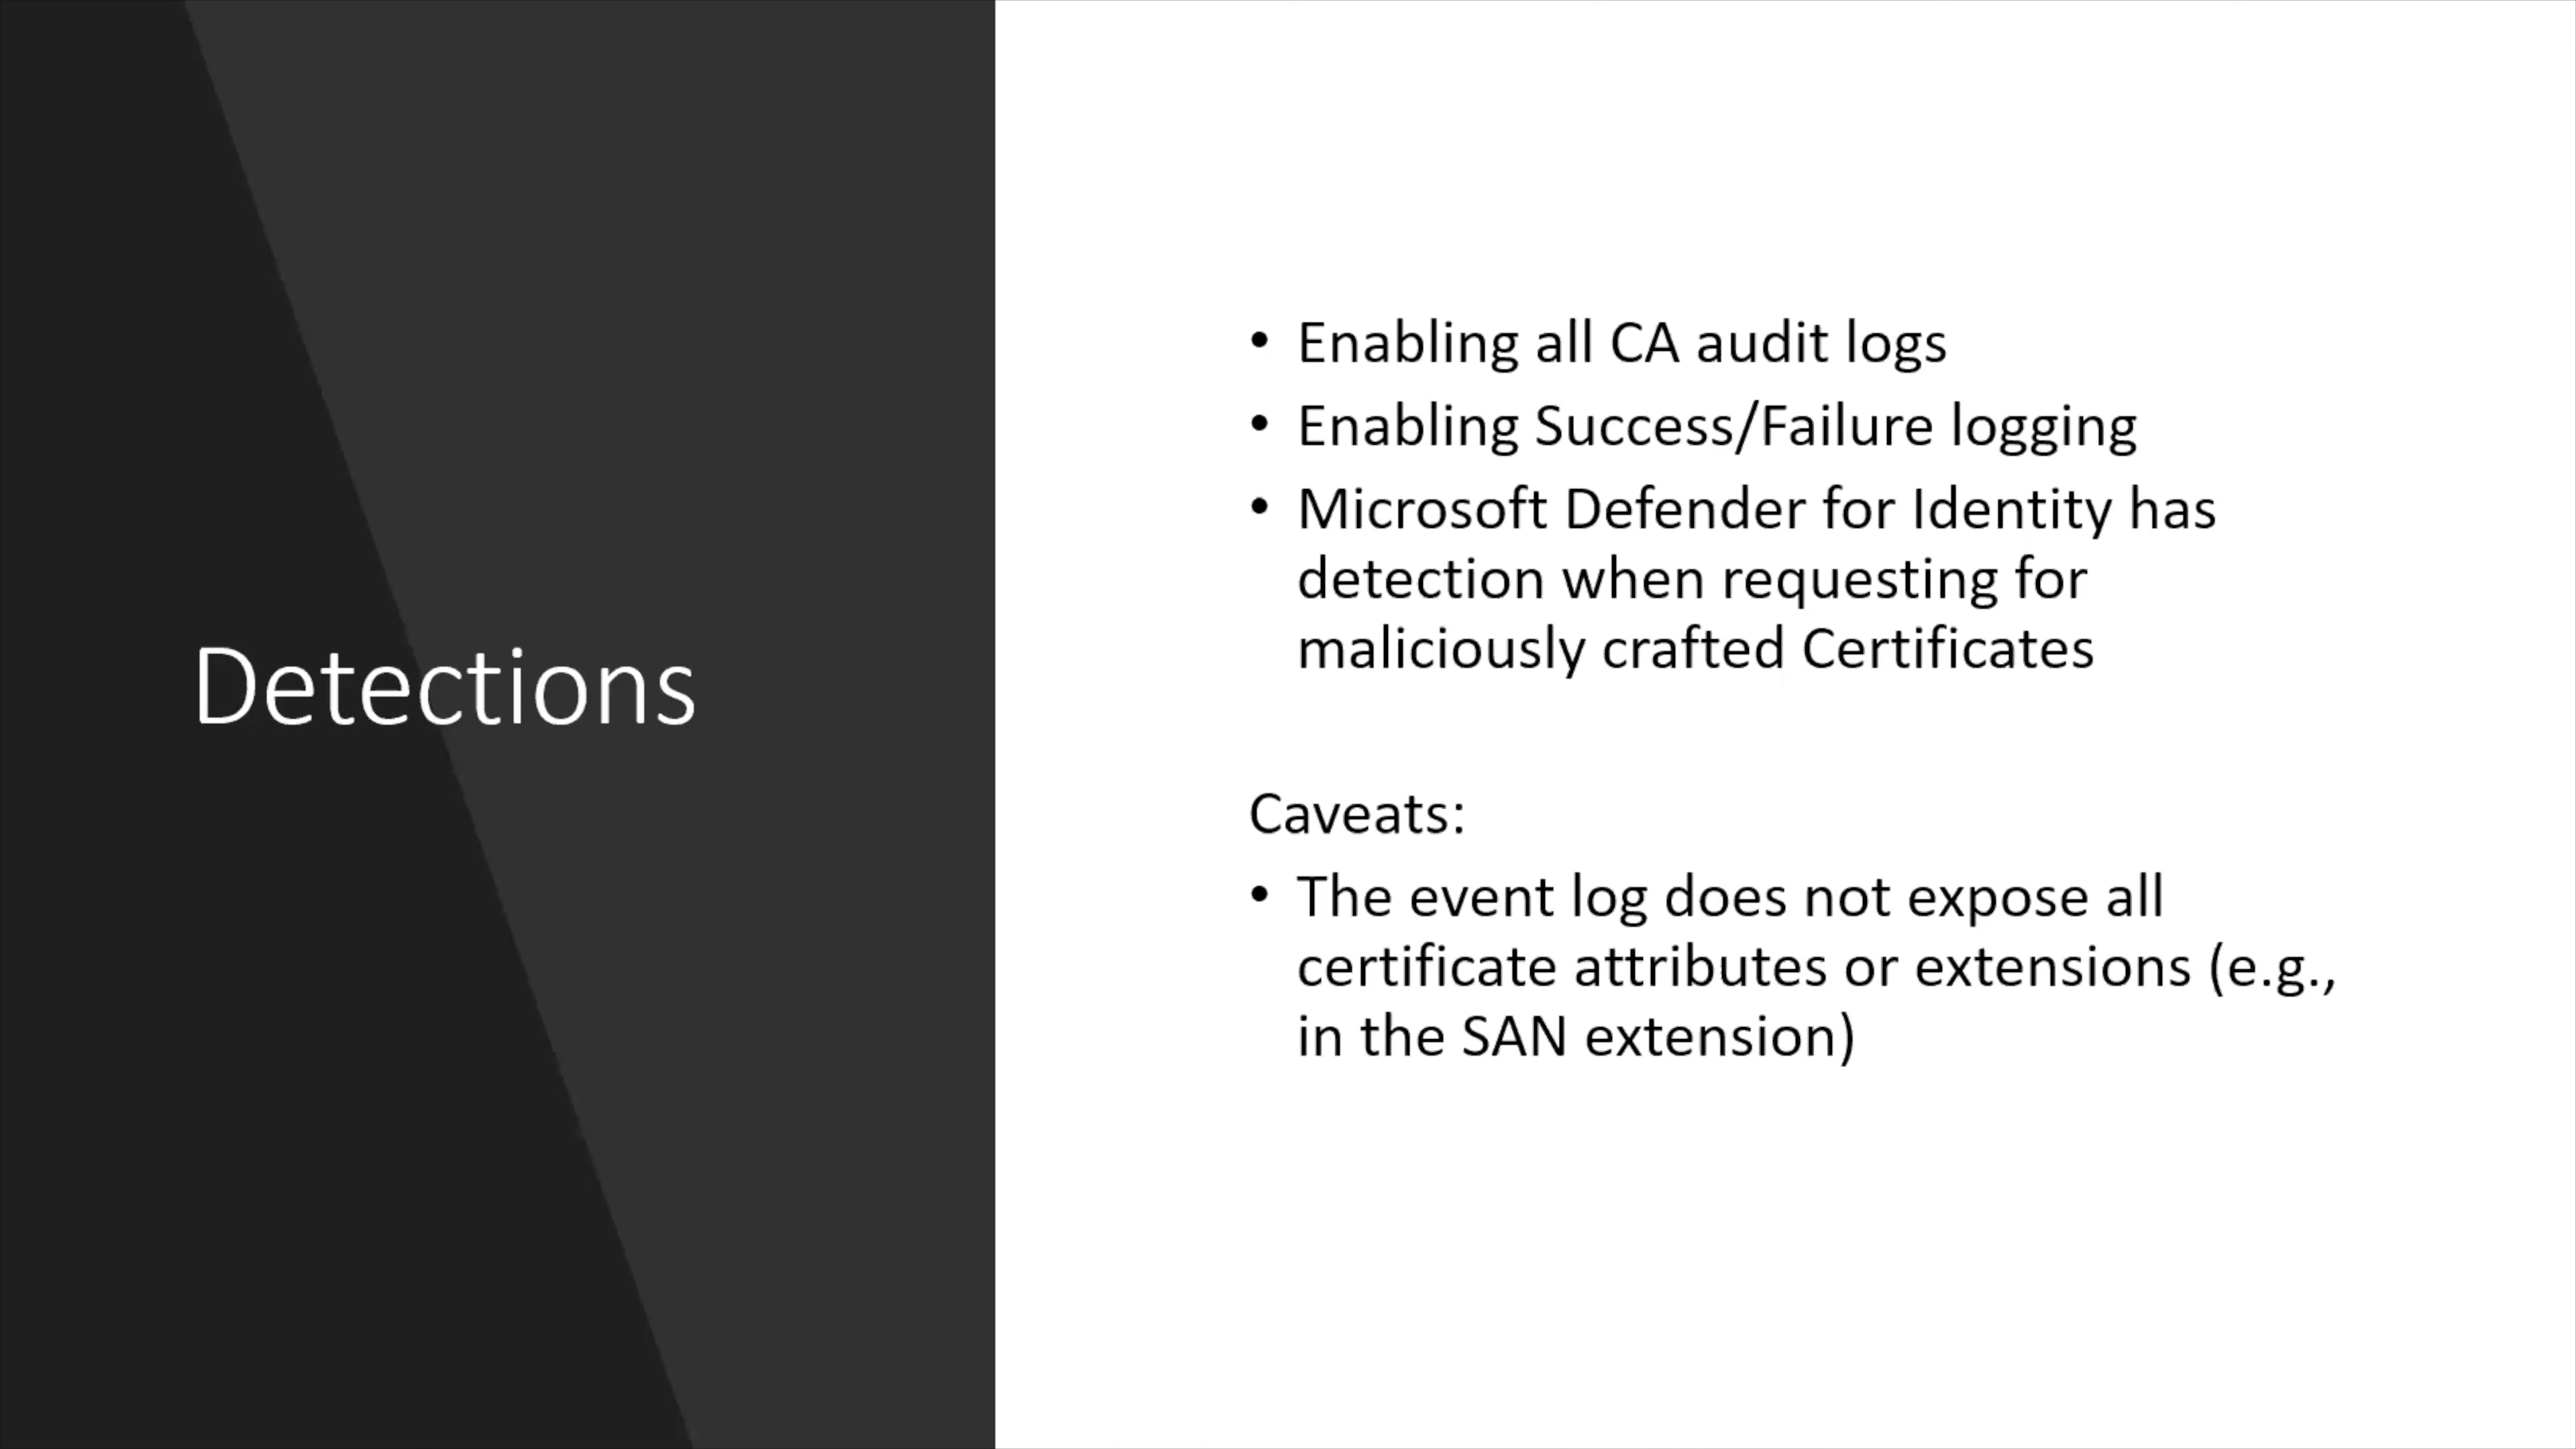 Detections
• Enabling all CA audit logs
• Enabling Success/Failure logging
• Microsoft Defender for Identity has
detection when requesting for
maliciously crafted Certificates
Caveats:
• The event log does not expose all
certificate attributes or extensions (e.g.,
in the SAN extension)